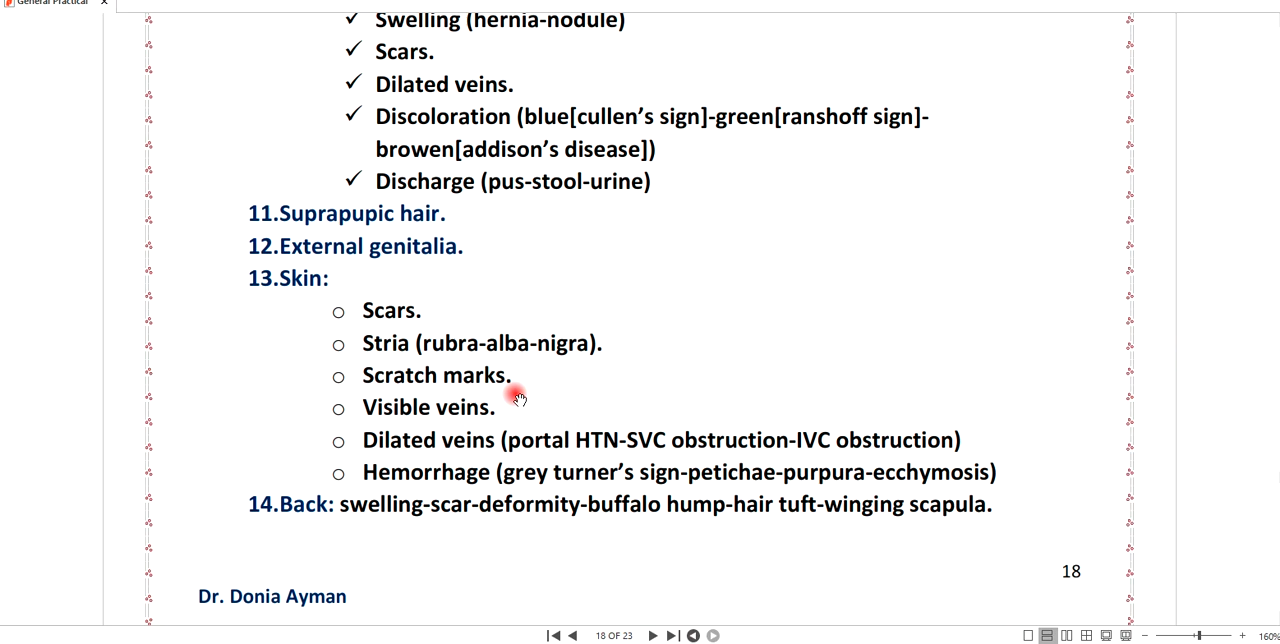 General Practical
Swelling (hernia-nodule)
Scars.
Dilated veins.
Discoloration (blue[cullen’s sign]-green[ranshoff sign]-
browen[addison’s disease])
Discharge (pus-stool-urine)
11.Suprapupic hair.
12.External genitalia.
13.Skin:
Scars.
Stria (rubra-alba-nigra).
Scratch marks.
Visible veins.
Dilated veins (portal HTN-SVC obstruction-IVC obstruction)
Hemorrhage (grey turner’s sign-petichae-purpura-ecchymosis)
14.Back: swelling-scar-deformity-buffalo hump-hair tuft-winging scapula.
18
Dr. Donia Ayman
18 OF 23
160%